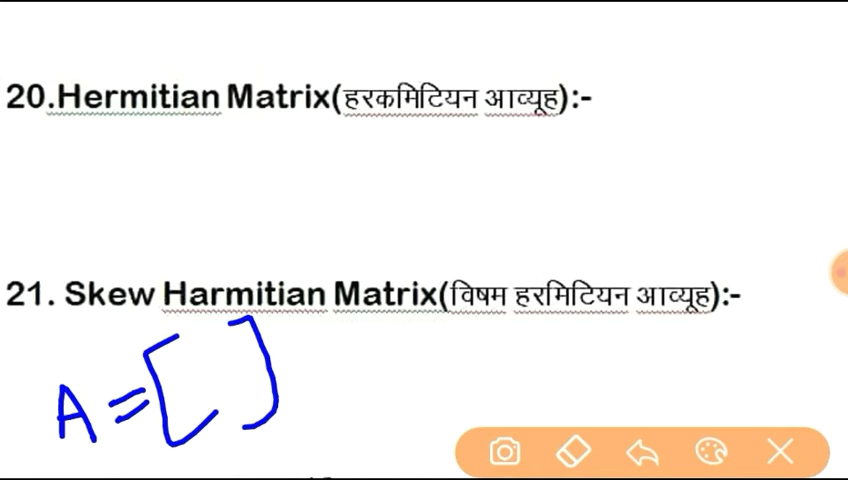 20.Hermitian Matrix(हरकमिटियन आव्यूह):-
21. Skew Harmitian Matrix(विषम हरमिटियन आव्यूह):-
A = [ ]